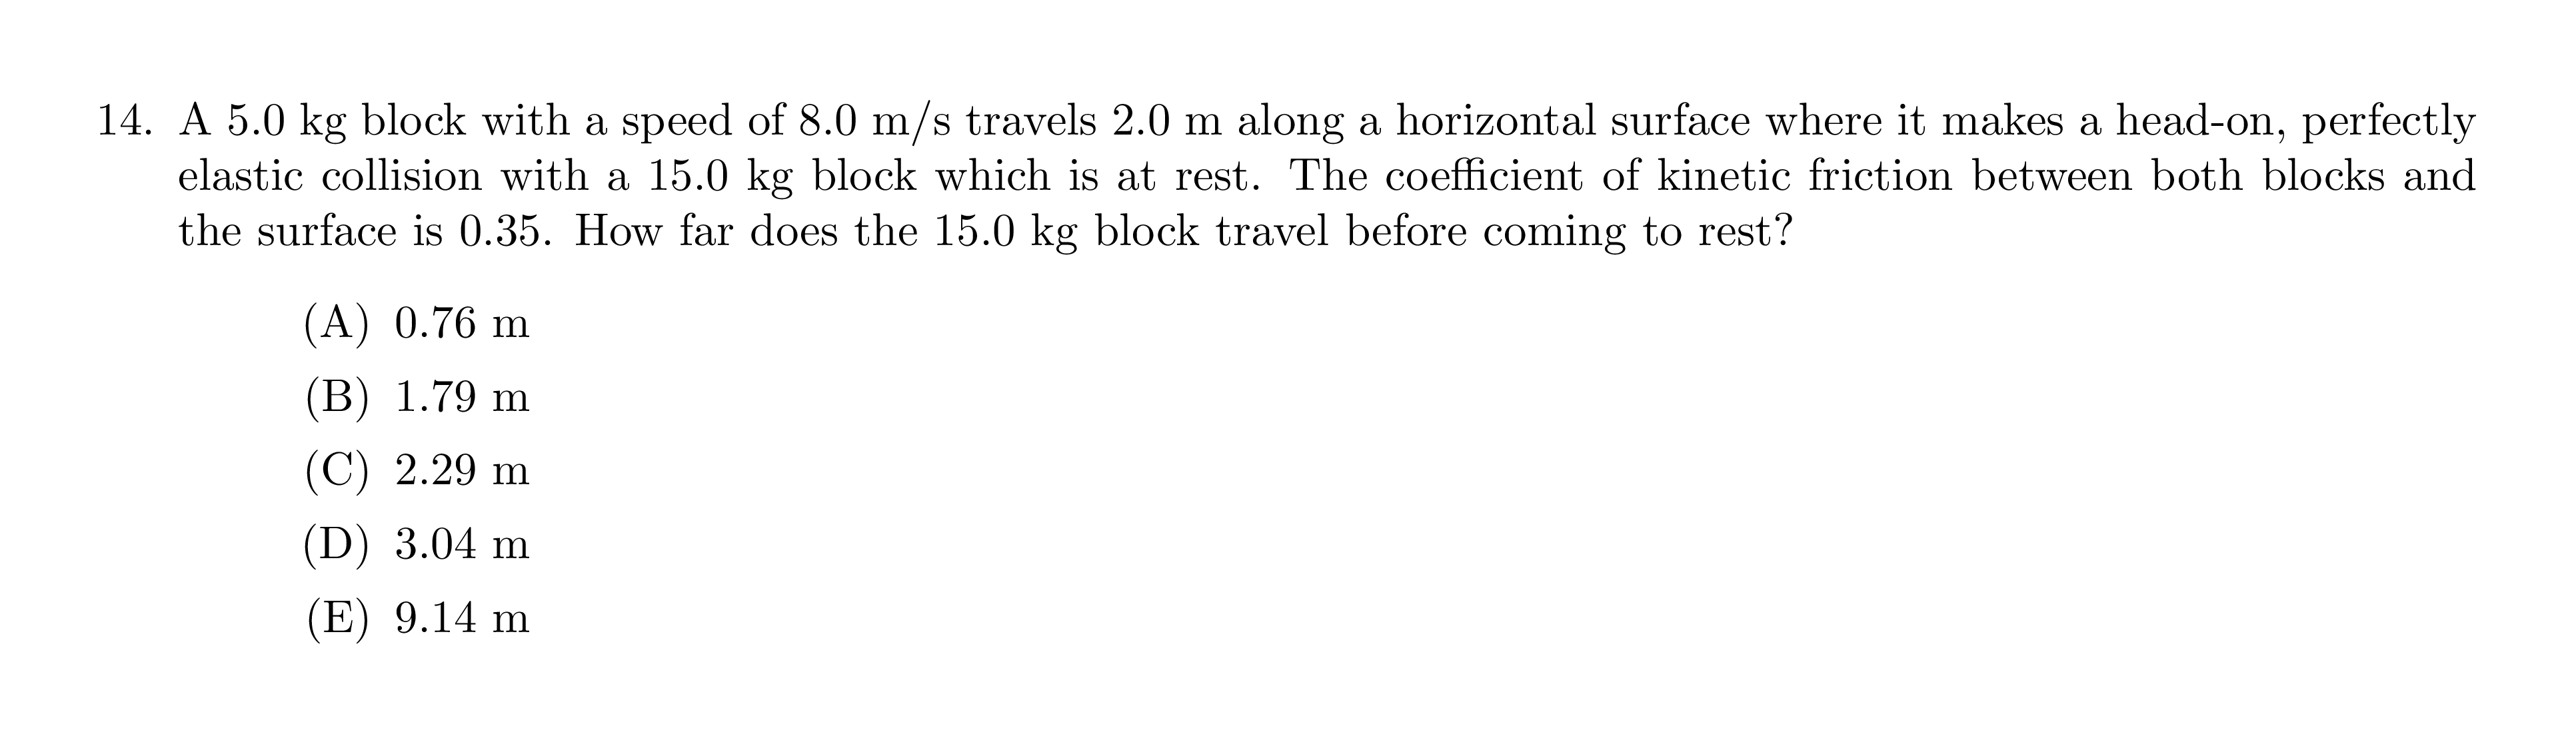 14. A 5.0 kg block with a speed of 8.0 m/s travels 2.0 m along a horizontal surface where it makes a head-on, perfectly
elastic collision with a 15.0 kg block which is at rest. The coefficient of kinetic friction between both blocks and
the surface is 0.35. How far does the 15.0 kg block travel before coming to rest?
(A) 0.76 m
(B) 1.79 m
(C) 2.29 m
(D) 3.04 m
(E) 9.14 m